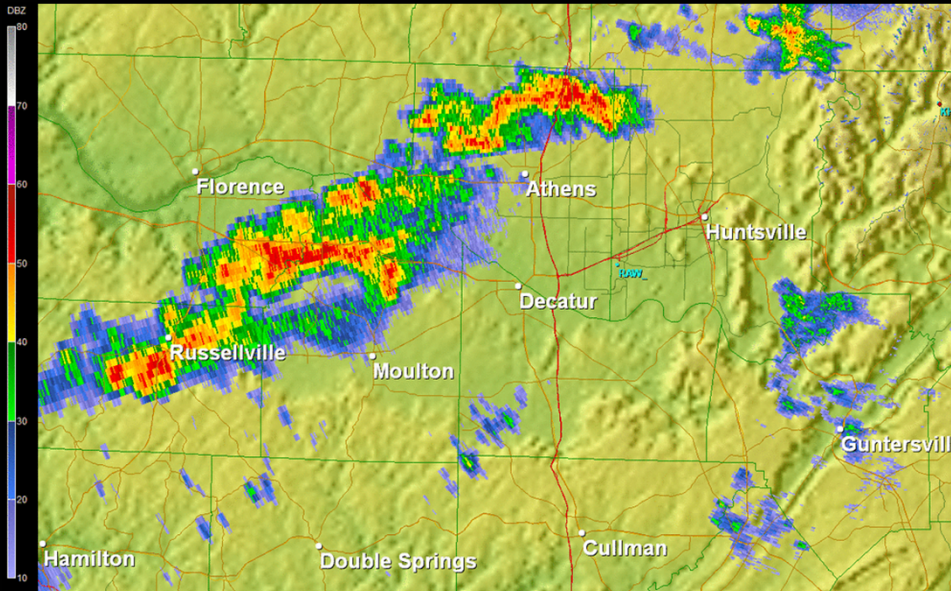 DBZ
80
70
60
50
40
30
20
10
Florence
Athens
Huntsville
Decatur
Russellville
Moulton
Guntersvill
Hamilton
Double Springs
Cullman